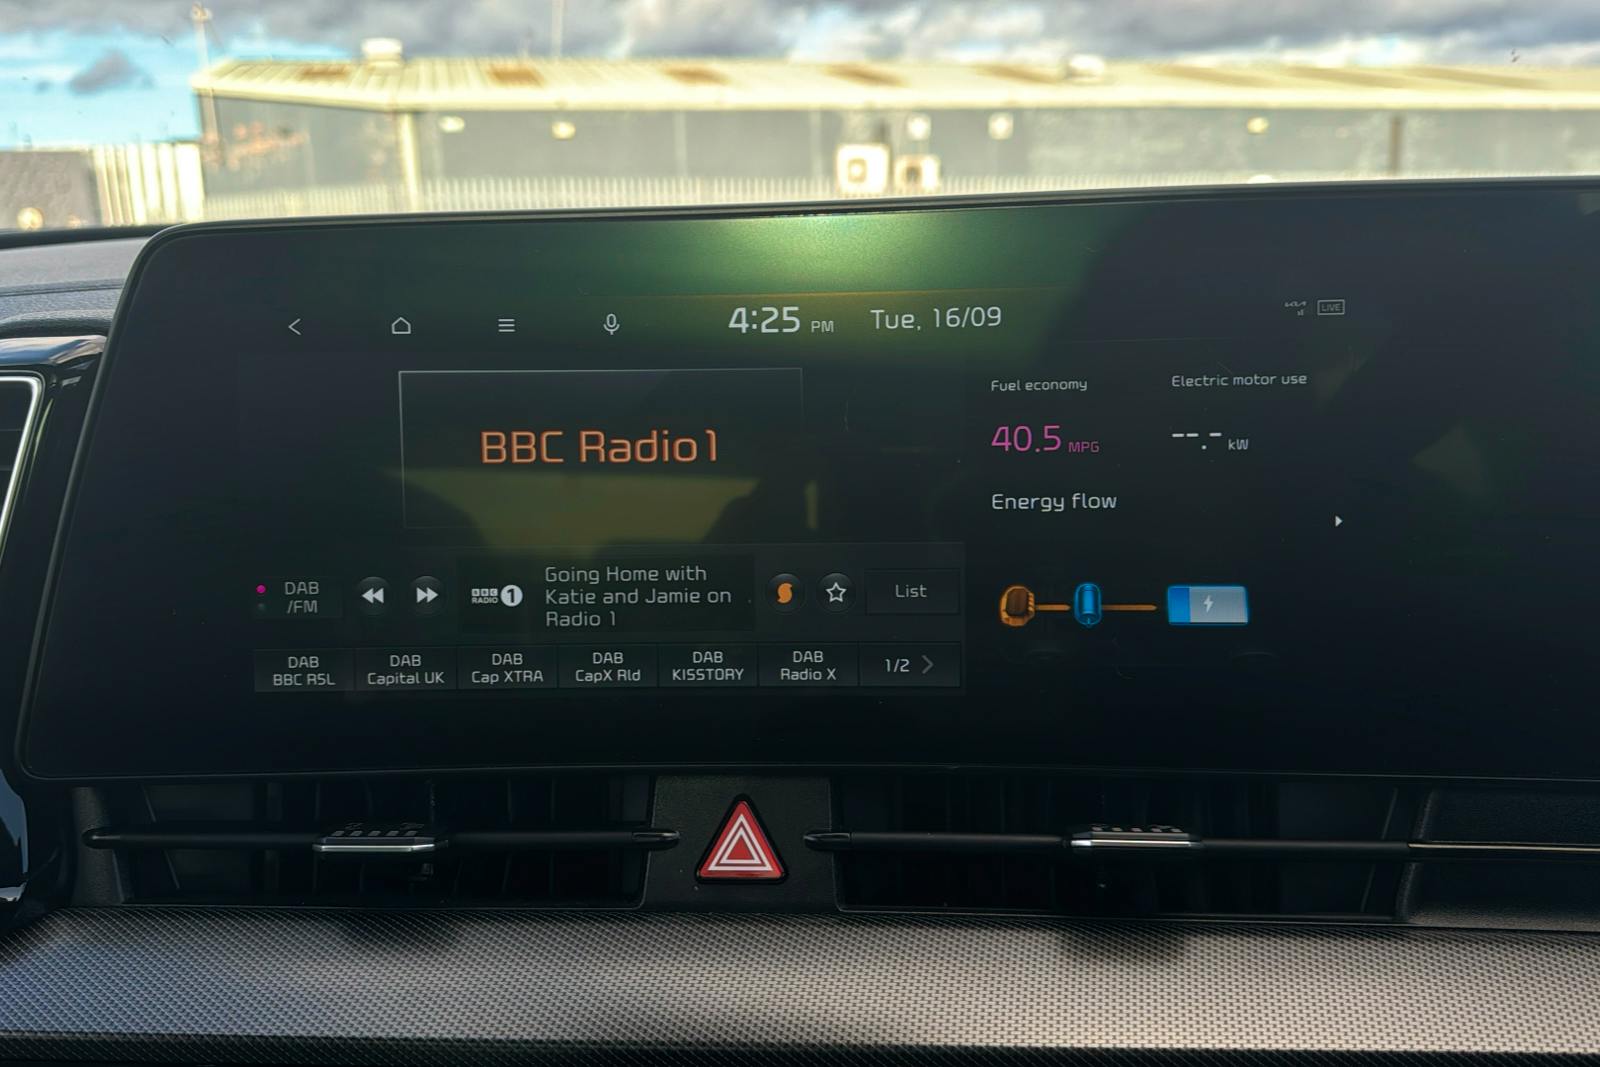 4:25 PM Tue, 16/09
LIVE
BBC Radio 1
Fuel economy
Electric motor use
40.5 MPG
--.- kW
Energy flow
DAB
/FM
BBC
RADIO 1
Going Home with
Katie and Jamie on
Radio 1
List
DAB
BBC R5L
DAB
Capital UK
DAB
Cap XTRA
DAB
CapX Rld
DAB
KISSTORY
DAB
Radio X
1/2